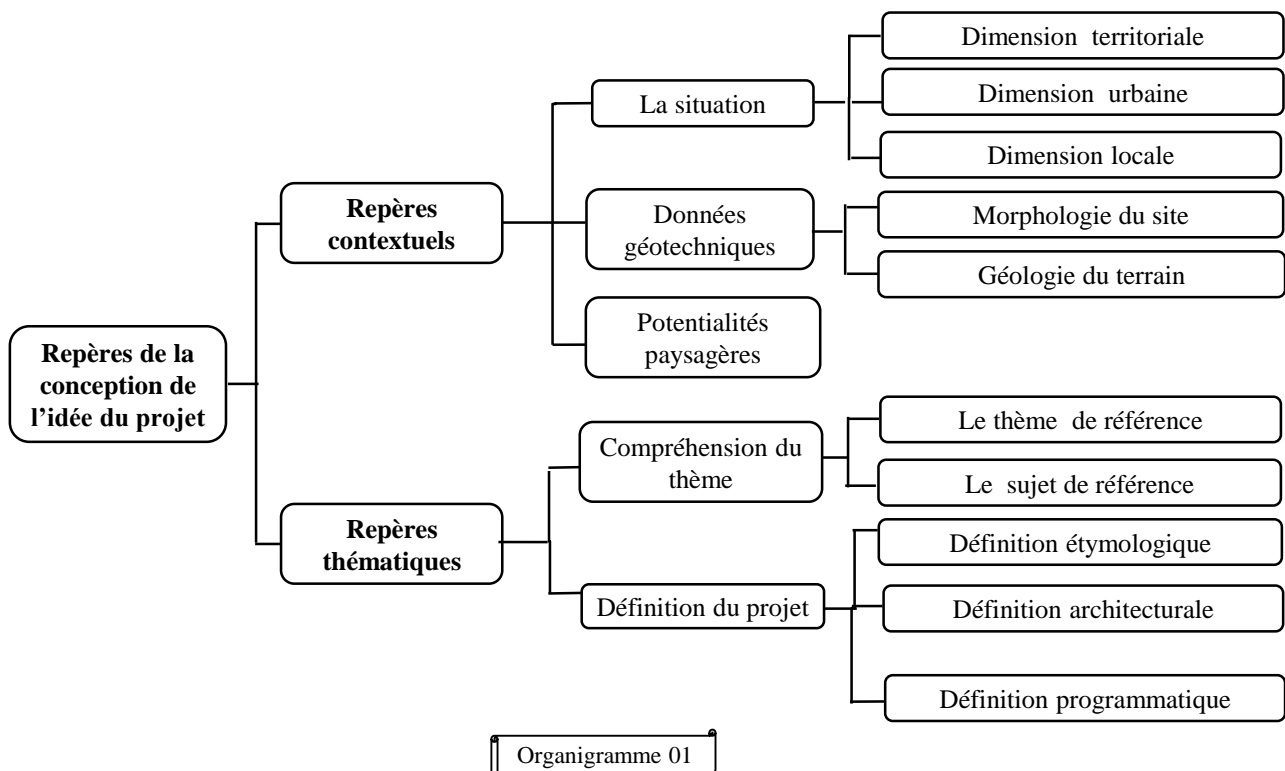 Repères de la
conception de
l’idée du projet
Repères
contextuels
La situation
Dimension territoriale
Dimension urbaine
Dimension locale
Données
géotechniques
Morphologie du site
Géologie du terrain
Potentialités
paysagères
Repères
thématiques
Compréhension du
thème
Le thème de référence
Le sujet de référence
Définition du projet
Définition étymologique
Définition architecturale
Définition programmatique
Organigramme 01